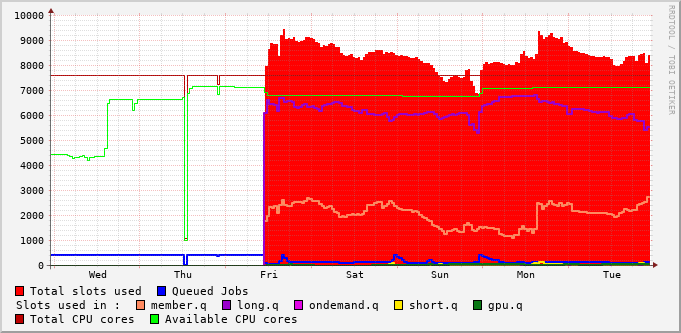 10000
9000
8000
7000
6000
5000
4000
3000
2000
1000
0
Wed Thu Fri Sat Sun Mon Tue
RRDTOOL / TOBI OETIKER
Total slots used Queued Jobs
Slots used in : member.q long.q ondemand.q short.q gpu.q
Total CPU cores Available CPU cores